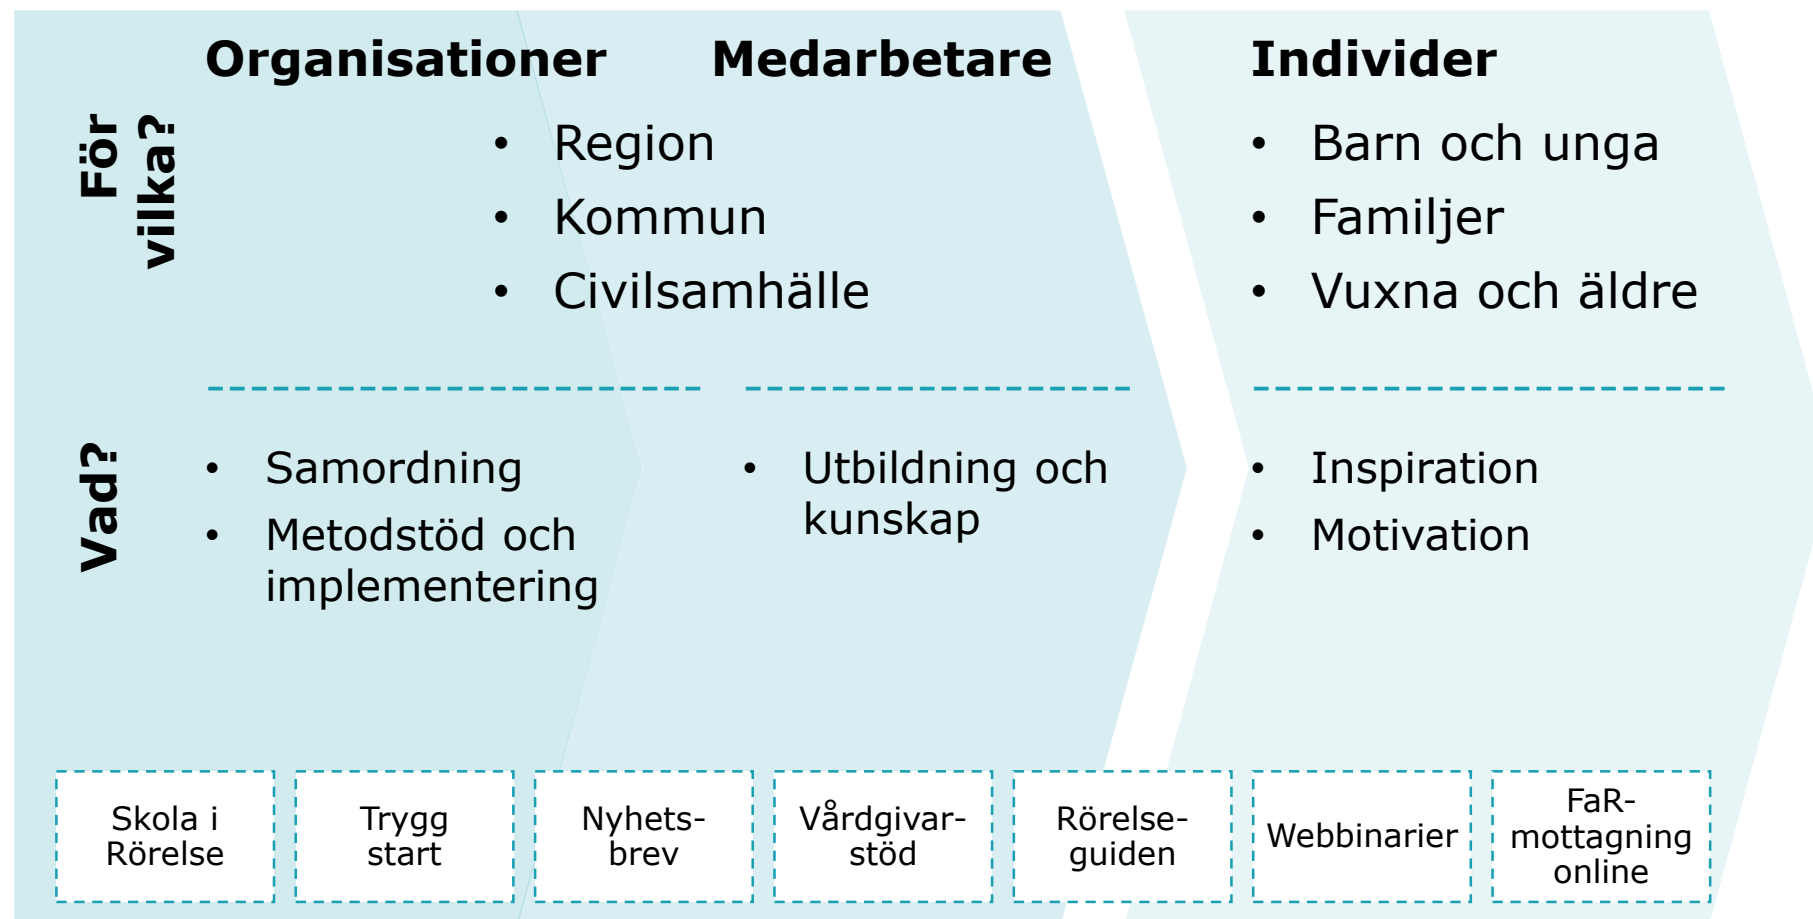 Organisationer
Medarbetare
Individer
För
vilka?
• Region
• Kommun
• Civilsamhälle
• Barn och unga
• Familjer
• Vuxna och äldre
Vad?
• Samordning
• Metodstöd och
implementering
• Utbildning och
kunskap
• Inspiration
• Motivation
Skola i
Rörelse
Trygg
start
Nyhets-
brev
Vårdgivar-
stöd
Rörelse-
guiden
Webbinarier
FaR-
mottagning
online